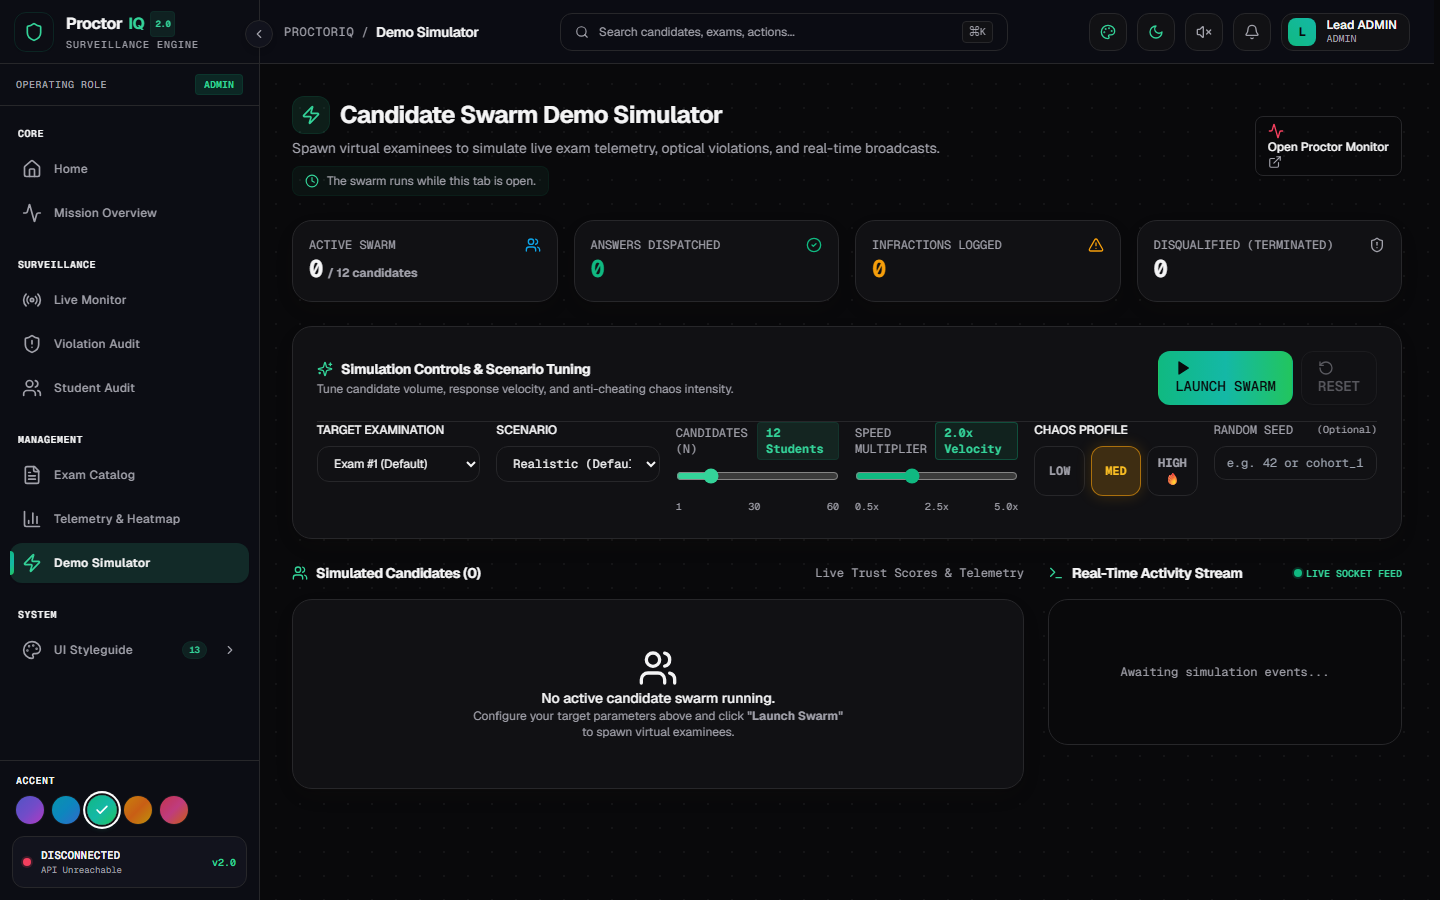 Proctor IQ 2.0
SURVEILLANCE ENGINE
OPERATING ROLE ADMIN
CORE
Home
Mission Overview
SURVEILLANCE
Live Monitor
Violation Audit
Student Audit
MANAGEMENT
Exam Catalog
Telemetry & Heatmap
Demo Simulator
SYSTEM
UI Styleguide 13
ACCENT
DISCONNECTED
API Unreachable
v2.0
PROCTORIQ / Demo Simulator
Search candidates, exams, actions... ⌘K
L
Lead ADMIN
ADMIN
Candidate Swarm Demo Simulator
Spawn virtual examinees to simulate live exam telemetry, optical violations, and real-time broadcasts.
The swarm runs while this tab is open.
Open Proctor Monitor
ACTIVE SWARM
0 / 12 candidates
ANSWERS DISPATCHED
0
INFRACTIONS LOGGED
0
DISQUALIFIED (TERMINATED)
0
Simulation Controls & Scenario Tuning
Tune candidate volume, response velocity, and anti-cheating chaos intensity.
LAUNCH SWARM
RESET
TARGET EXAMINATION
Exam #1 (Default)
SCENARIO
Realistic (Defau
CANDIDATES
(N)
12
Students
1 30 60
SPEED
MULTIPLIER
2.0x
Velocity
0.5x 2.5x 5.0x
CHAOS PROFILE
LOW
MED
HIGH
🔥
RANDOM SEED (Optional)
e.g. 42 or cohort_1
Simulated Candidates (0)
Live Trust Scores & Telemetry
No active candidate swarm running.
Configure your target parameters above and click "Launch Swarm"
to spawn virtual examinees.
Real-Time Activity Stream
LIVE SOCKET FEED
Awaiting simulation events...